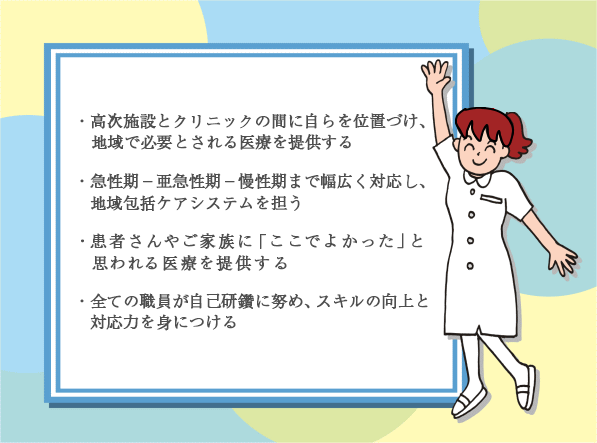 ・高次施設とクリニックの間に自らを位置づけ、
地域で必要とされる医療を提供する
・急性期－亜急性期－慢性期まで幅広く対応し、
地域包括ケアシステムを担う
・患者さんやご家族に「ここでよかった」と
思われる医療を提供する
・全ての職員が自己研鑽に努め、スキルの向上と
対応力を身につける